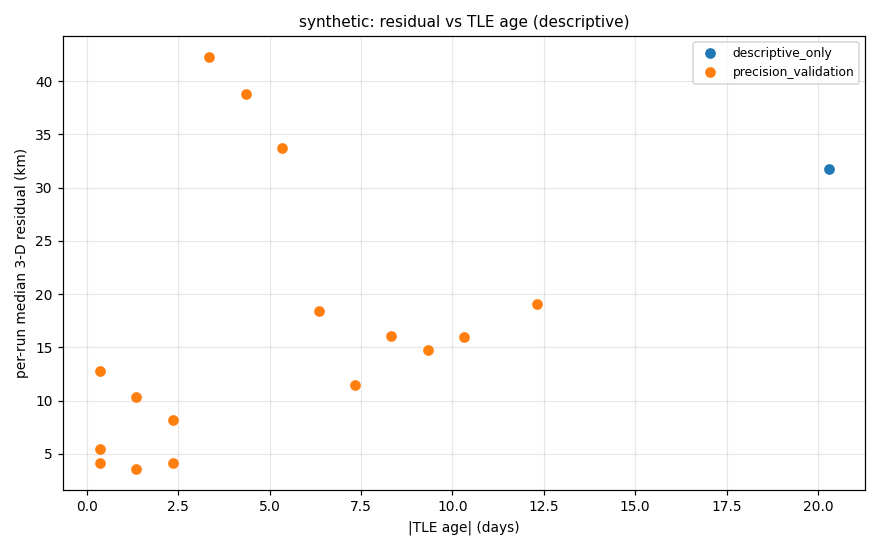 synthetic: residual vs TLE age (descriptive)
descriptive_only
precision_validation
per-run median 3-D residual (km)
40
35
30
25
20
15
10
5
0.0 2.5 5.0 7.5 10.0 12.5 15.0 17.5 20.0
|TLE age| (days)